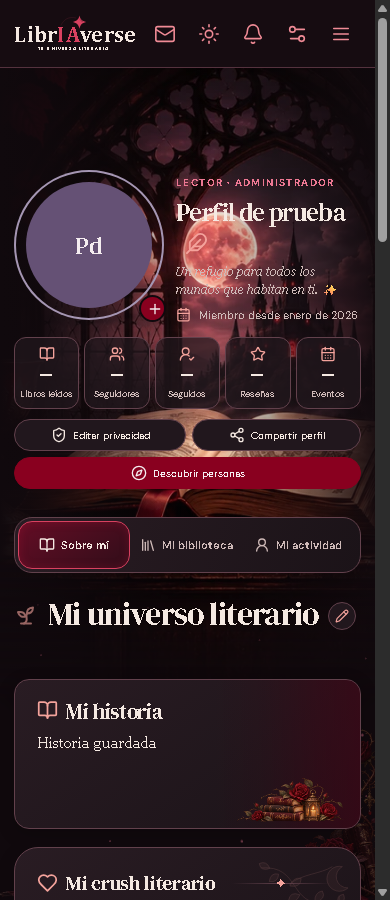 LibrIAverse
TU UNIVERSO LITERARIO
LECTOR · ADMINISTRADOR
Perfil de prueba
Pd
Un refugio para todos los
mundos que habitan en ti. ✨
Miembro desde enero de 2026
— — — — —
Libros leídos Seguidores Seguidos Reseñas Eventos
Editar privacidad Compartir perfil
Descubrir personas
Sobre mí Mi biblioteca Mi actividad
Mi universo literario
Mi historia
Historia guardada
Mi crush literario